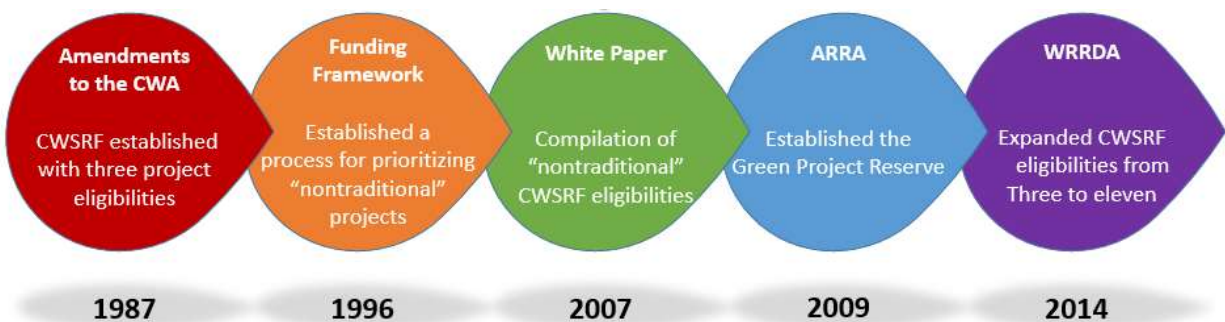 Amendments
to the CWA
CWSRF established
with three project
eligibilities
Funding
Framework
Established a
process for prioritizing
“nontraditional”
projects
White Paper
Compilation of
“nontraditional”
CWSRF eligibilities
ARRA
Established the
Green Project Reserve
WRRDA
Expanded CWSRF
eligibilities from
Three to eleven
1987
1996
2007
2009
2014